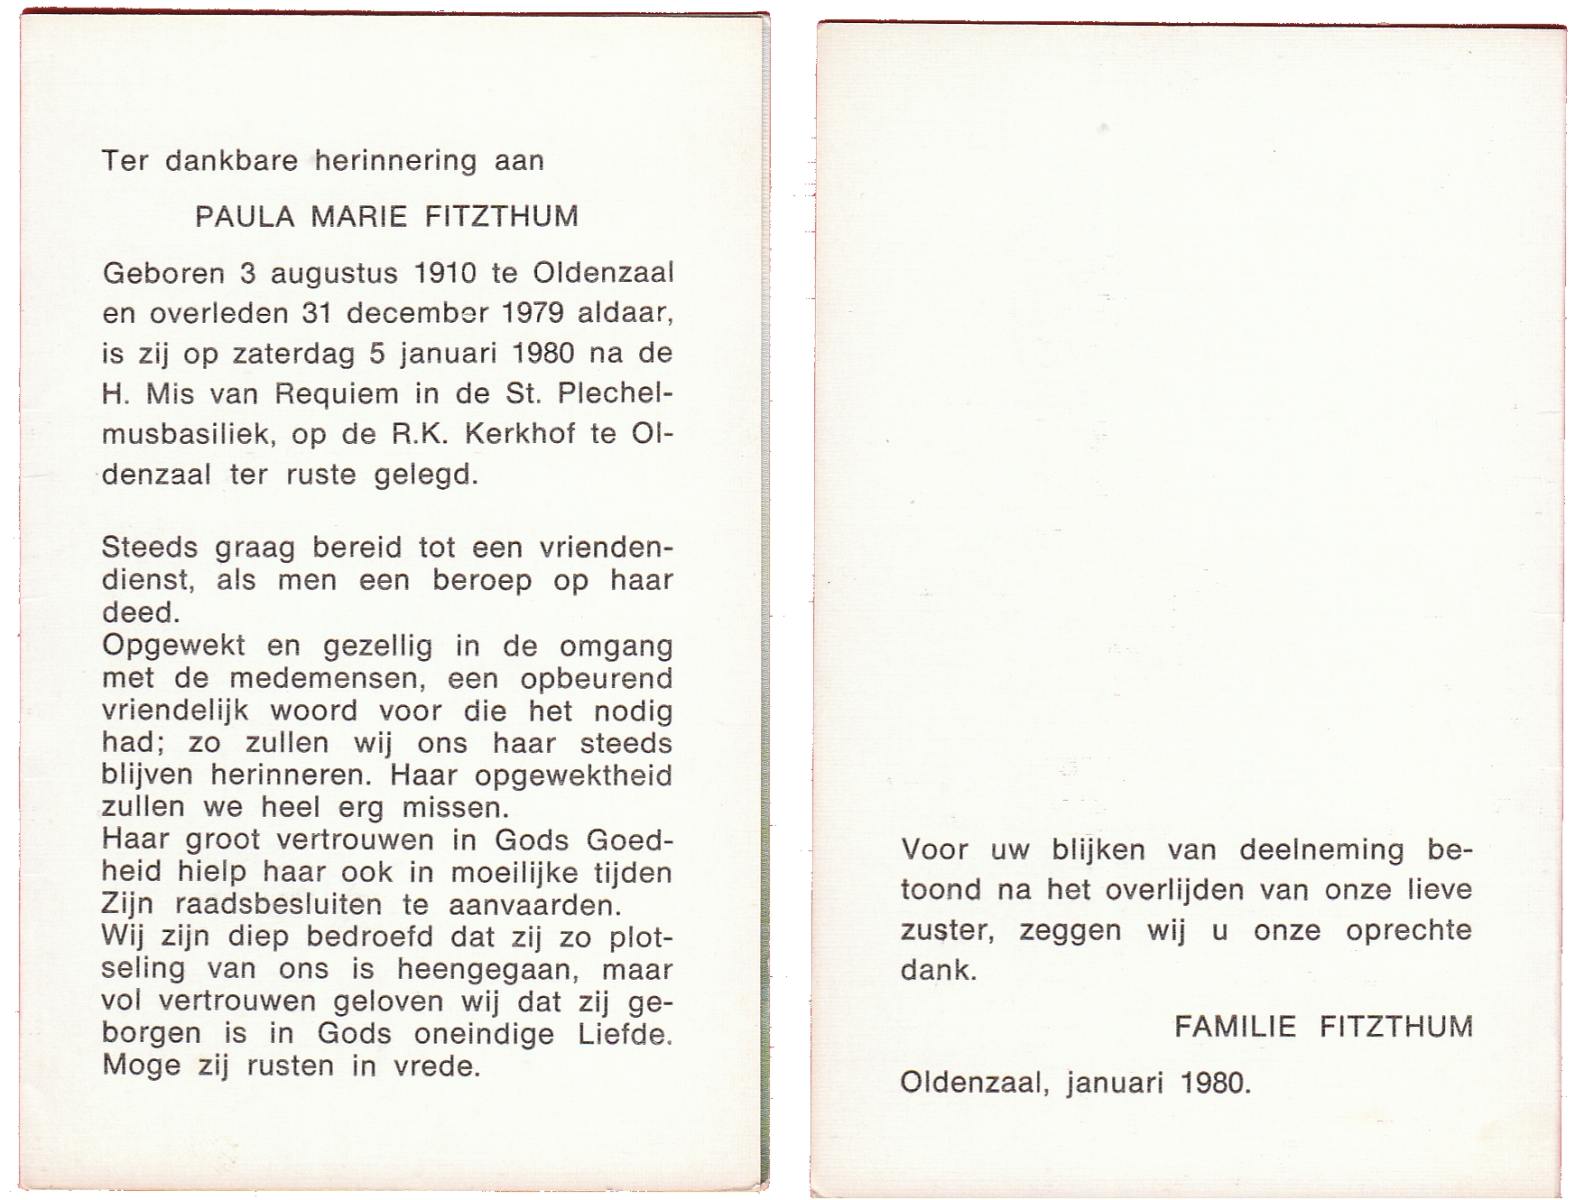 Ter dankbare herinnering aan
PAULA MARIE FITZTHUM
Geboren 3 augustus 1910 te Oldenzaal
en overleden 31 december 1979 aldaar,
is zij op zaterdag 5 januari 1980 na de
H. Mis van Requiem in de St. Plechel-
musbasiliek, op de R.K. Kerkhof te Ol-
denzaal ter ruste gelegd.
Steeds graag bereid tot een vrienden-
dienst, als men een beroep op haar
deed.
Opgewekt en gezellig in de omgang
met de medemensen, een opbeurend
vriendelijk woord voor die het nodig
had; zo zullen wij ons haar steeds
blijven herinneren. Haar opgewektheid
zullen we heel erg missen.
Haar groot vertrouwen in Gods Goed-
heid hielp haar ook in moeilijke tijden
Zijn raadsbesluiten te aanvaarden.
Wij zijn diep bedroefd dat zij zo plot-
seling van ons is heengegaan, maar
vol vertrouwen geloven wij dat zij ge-
borgen is in Gods oneindige Liefde.
Moge zij rusten in vrede.
Voor uw blijken van deelneming be-
toond na het overlijden van onze lieve
zuster, zeggen wij u onze oprechte
dank.
FAMILIE FITZTHUM
Oldenzaal, januari 1980.